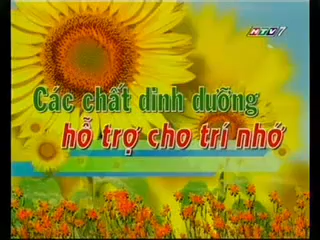 HTV7
Các chất dinh dưỡng
hỗ trợ cho trí nhớ